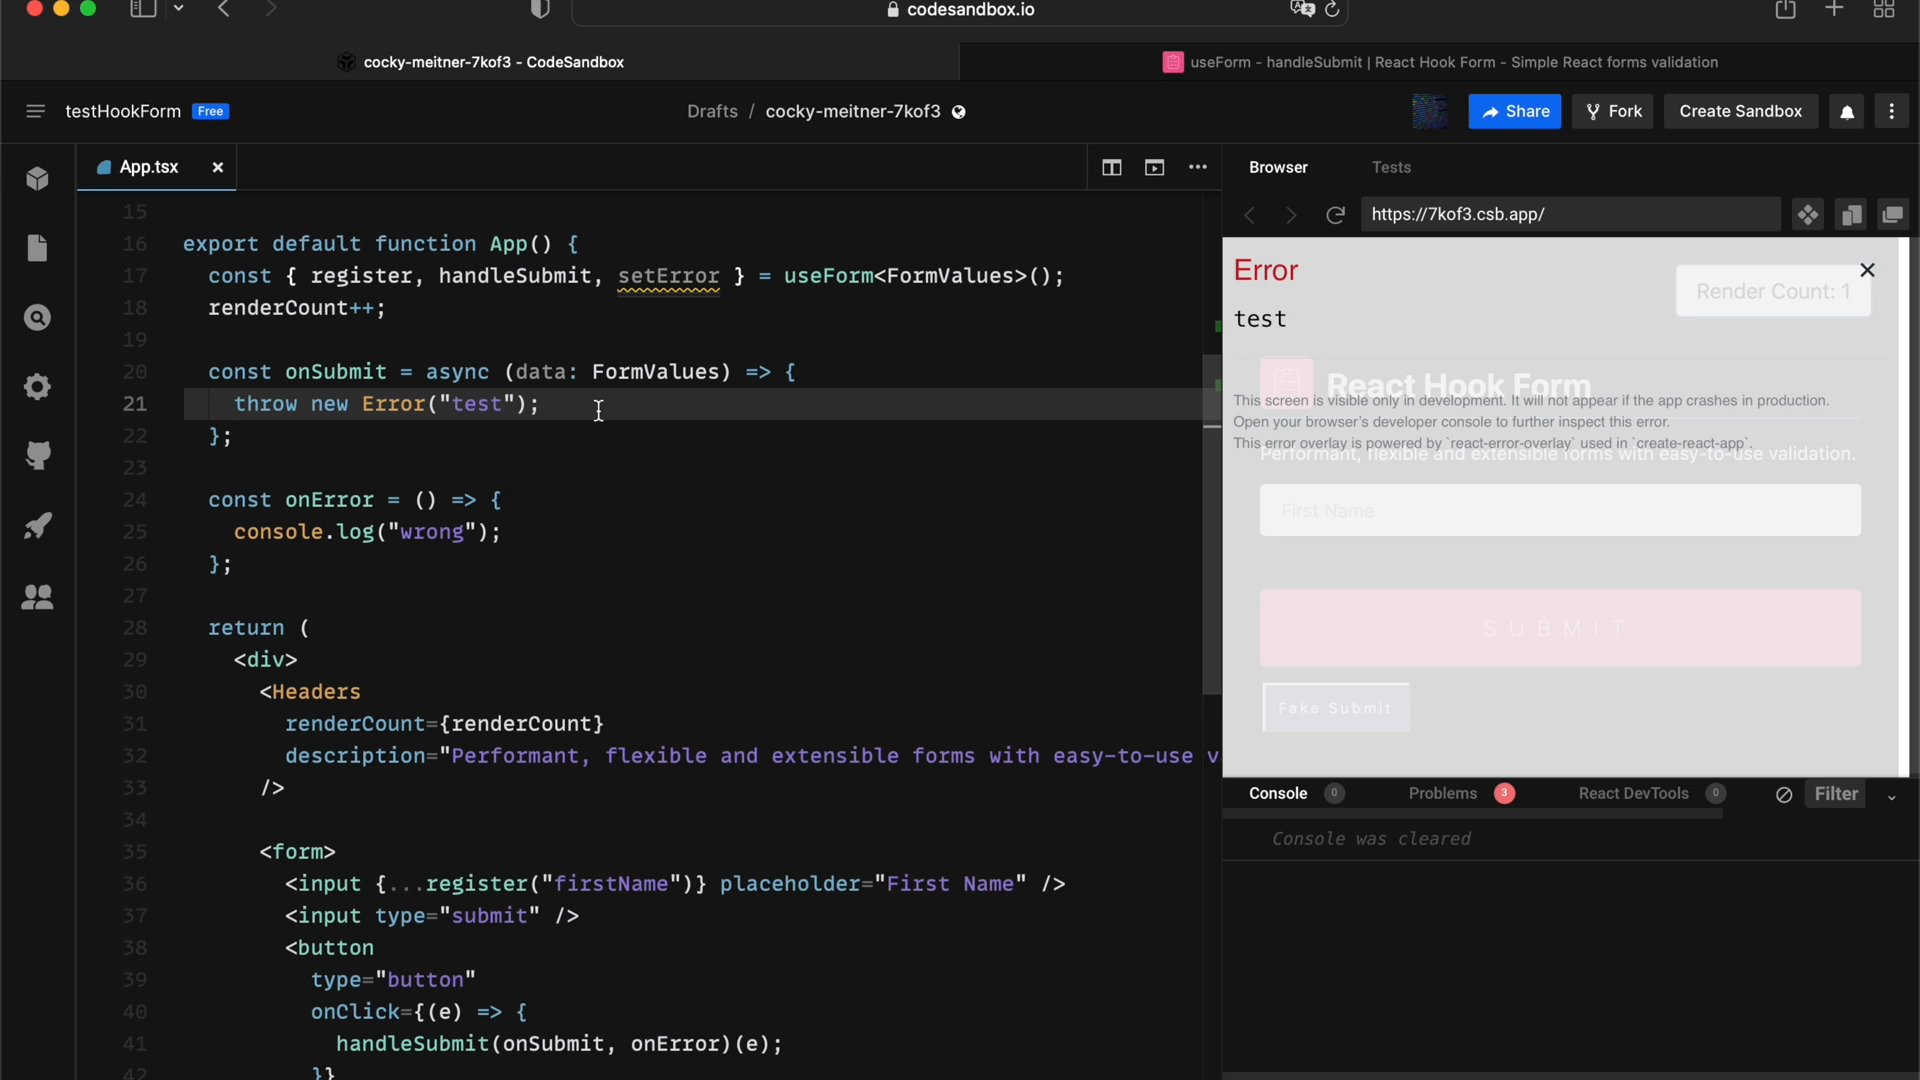 codesandbox.io
cocky-meitner-7kof3 - CodeSandbox
useForm - handleSubmit | React Hook Form - Simple React forms validation
testHookForm Free
Drafts / cocky-meitner-7kof3
Share
Fork
Create Sandbox
App.tsx
15
16 export default function App() {
17 const { register, handleSubmit, setError } = useForm<FormValues>();
18 renderCount++;
19
20 const onSubmit = async (data: FormValues) => {
21 throw new Error("test");
22 };
23
24 const onError = () => {
25 console.log("wrong");
26 };
27
28 return (
29 <div>
30 <Headers
31 renderCount={renderCount}
32 description="Performant, flexible and extensible forms with easy-to-use v
33 />
34
35 <form>
36 <input {...register("firstName")} placeholder="First Name" />
37 <input type="submit" />
38 <button
39 type="button"
40 onClick={(e) => {
41 handleSubmit(onSubmit, onError)(e);
42 }}
Browser
Tests
https://7kof3.csb.app/
Error
Render Count: 1
test
React Hook Form
This screen is visible only in development. It will not appear if the app crashes in production.
Open your browser's developer console to further inspect this error.
This error overlay is powered by `react-error-overlay` used in `create-react-app`.
Performant, flexible and extensible forms with easy-to-use validation.
First Name
SUBMIT
Fake Submit
Console 0
Problems 3
React DevTools 0
Filter
Console was cleared